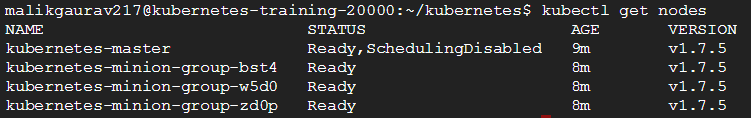 malikgaurav217@kubernetes-training-20000:~/kubernetes$ kubectl get nodes
NAME STATUS AGE VERSION
kubernetes-master Ready,SchedulingDisabled 9m v1.7.5
kubernetes-minion-group-bst4 Ready 8m v1.7.5
kubernetes-minion-group-w5d0 Ready 8m v1.7.5
kubernetes-minion-group-zd0p Ready 8m v1.7.5